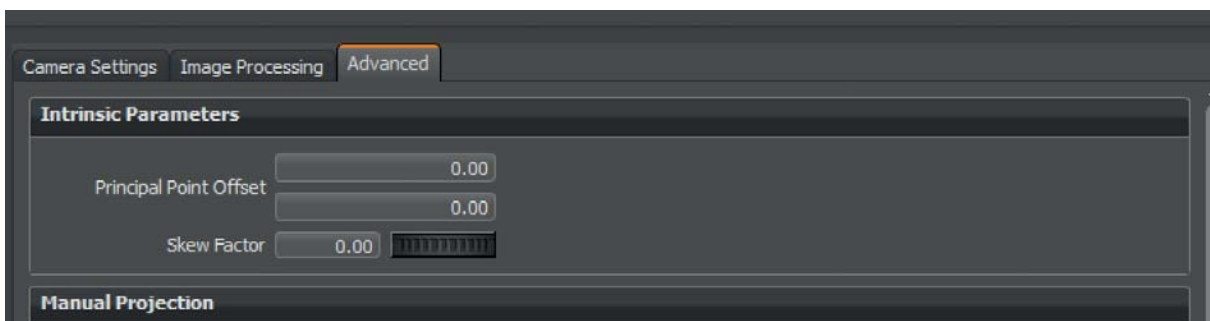 Camera Settings Image Processing Advanced
Intrinsic Parameters
0.00
Principal Point Offset
0.00
Skew Factor 0.00
Manual Projection